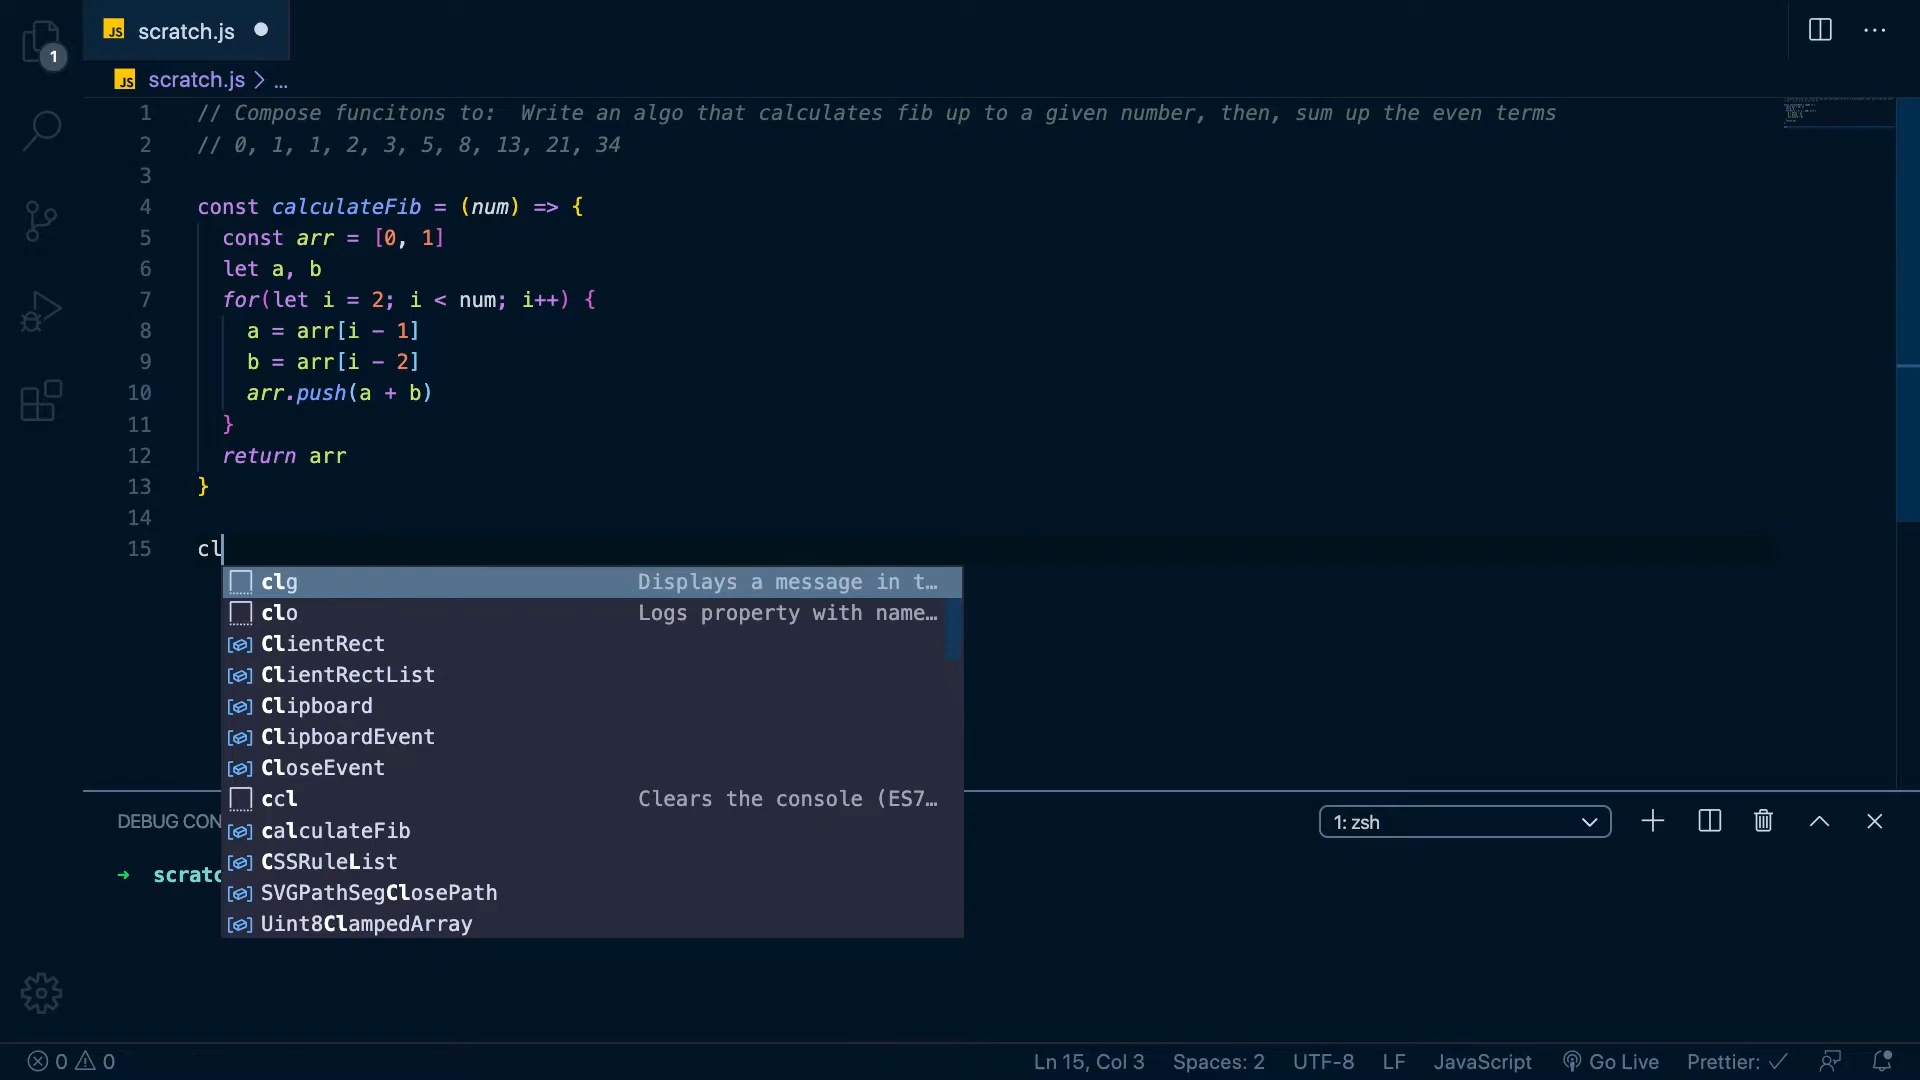 JS scratch.js
1
JS scratch.js > ...
1 // Compose funcitons to:  Write an algo that calculates fib up to a given number, then, sum up the even terms
2 // 0, 1, 1, 2, 3, 5, 8, 13, 21, 34
3
4 const calculateFib = (num) => {
5   const arr = [0, 1]
6   let a, b
7   for(let i = 2; i < num; i++) {
8     a = arr[i - 1]
9     b = arr[i - 2]
10     arr.push(a + b)
11   }
12   return arr
13 }
14
15 cl
clg Displays a message in t…
clo Logs property with name…
ClientRect
ClientRectList
Clipboard
ClipboardEvent
CloseEvent
ccl Clears the console (ES7…
calculateFib
CSSRuleList
SVGPathSegClosePath
Uint8ClampedArray
DEBUG CON
1: zsh
→ scratc
0 0 Ln 15, Col 3 Spaces: 2 UTF-8 LF JavaScript Go Live Prettier: ✓